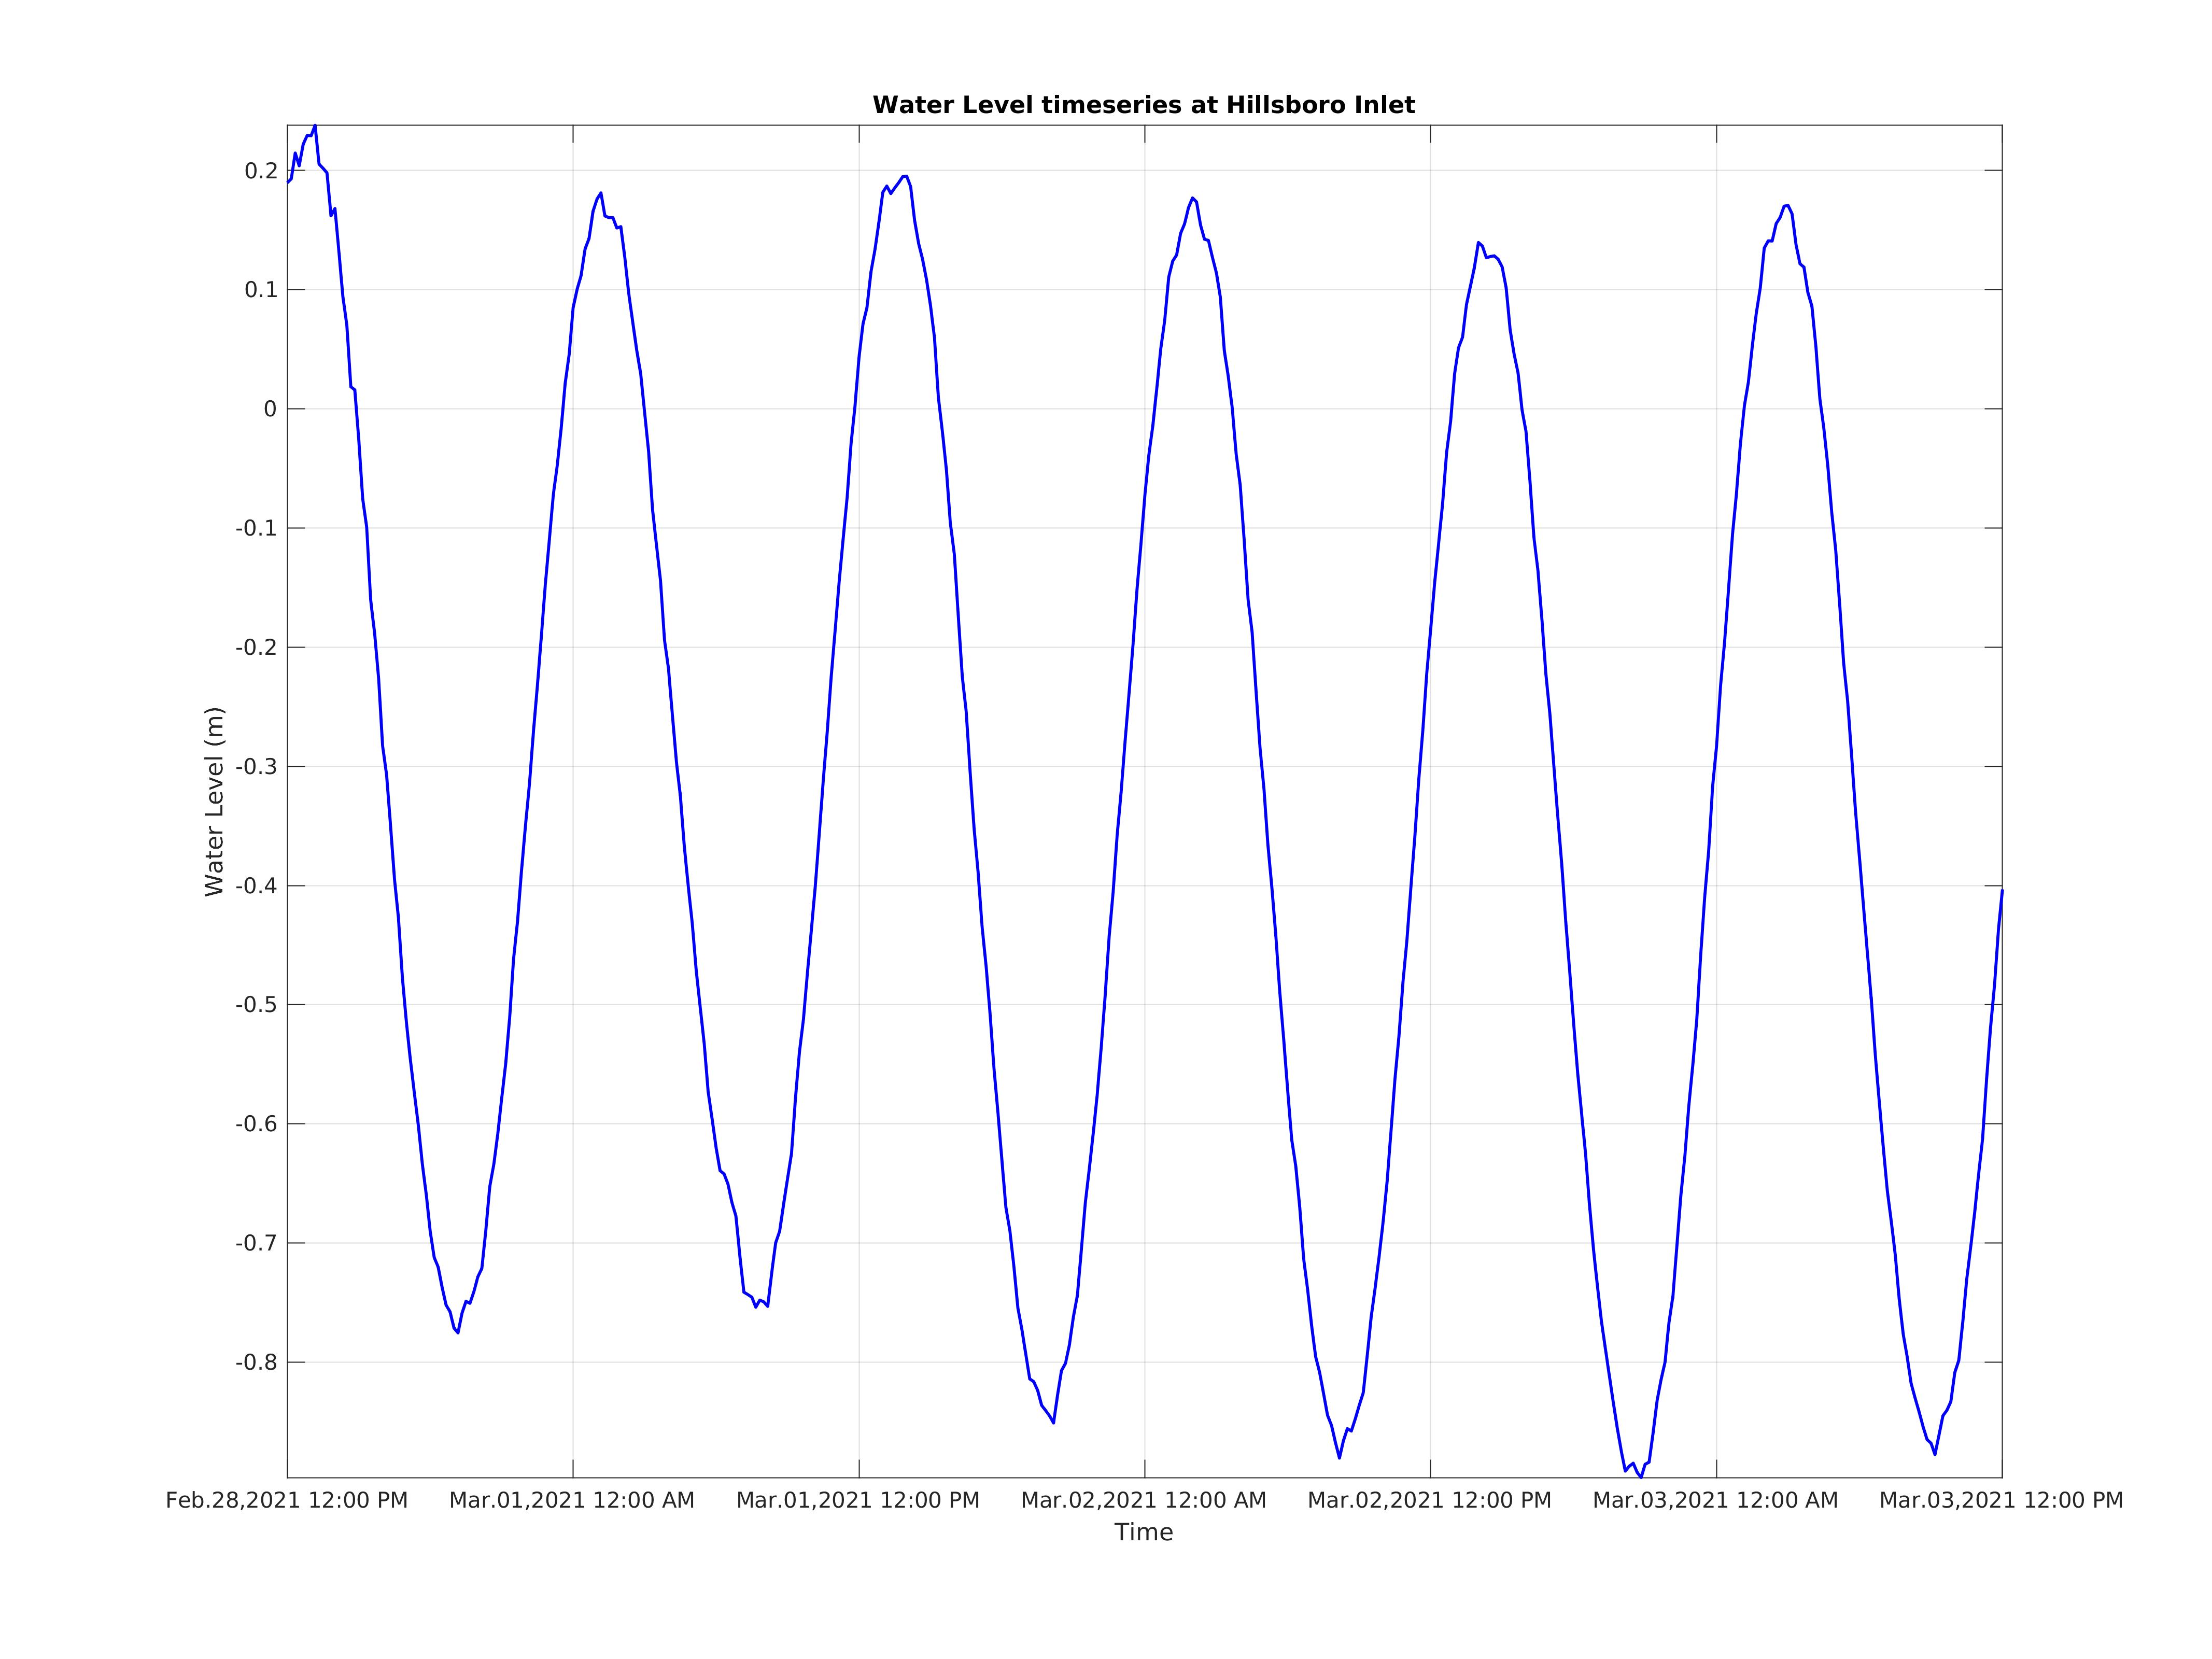 Water Level timeseries at Hillsboro Inlet
0.2
0.1
0
-0.1
-0.2
-0.3
-0.4
-0.5
-0.6
-0.7
-0.8
Water Level (m)
Feb.28,2021 12:00 PM Mar.01,2021 12:00 AM Mar.01,2021 12:00 PM Mar.02,2021 12:00 AM Mar.02,2021 12:00 PM Mar.03,2021 12:00 AM Mar.03,2021 12:00 PM
Time